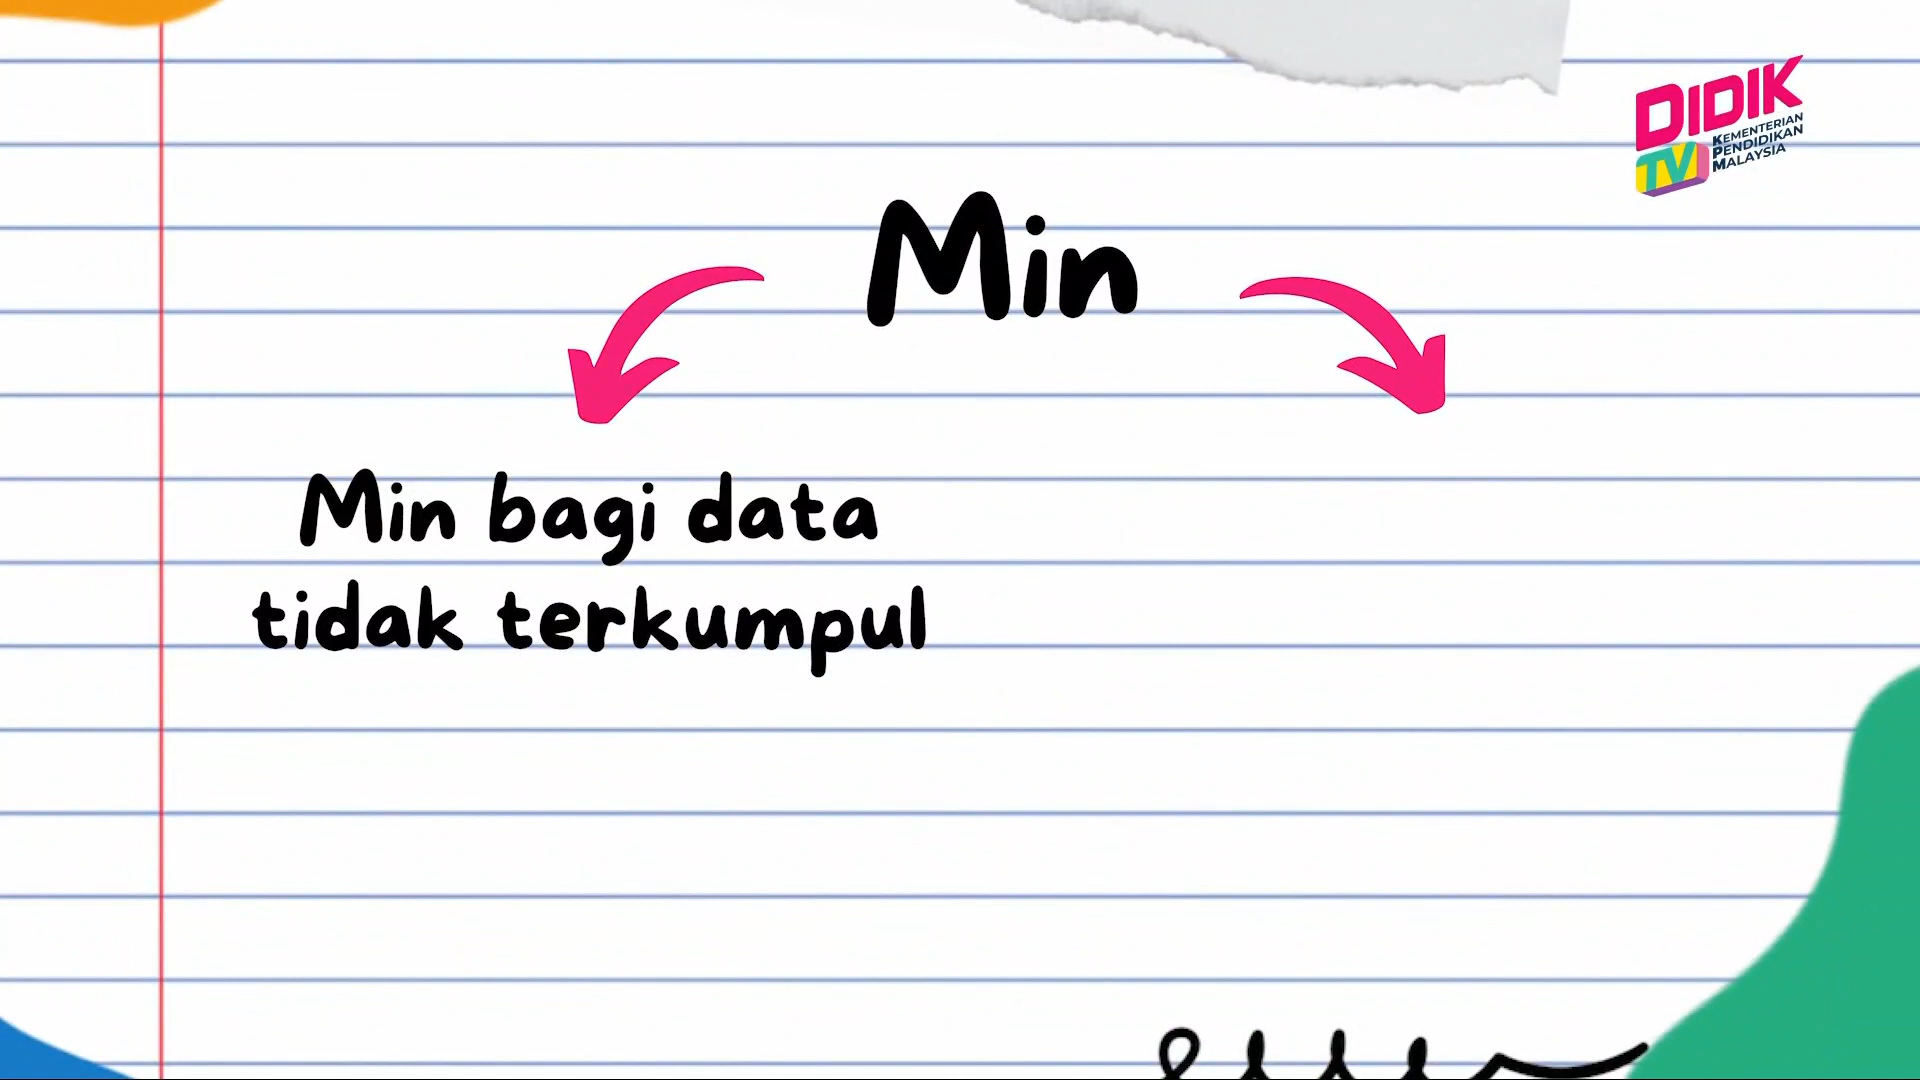 DIDIK
TV
KEMENTERIAN
PENDIDIKAN
MALAYSIA
Min
Min bagi data
tidak terkumpul